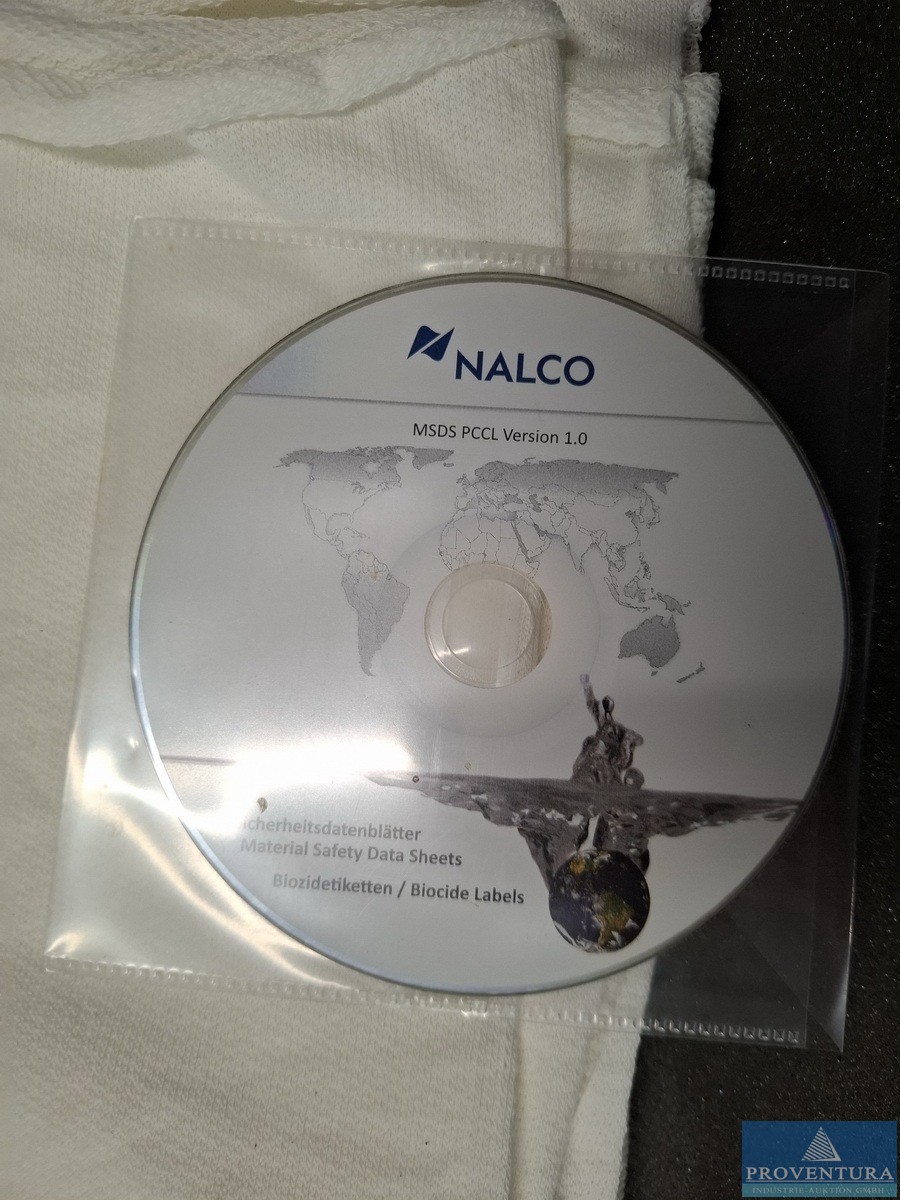 NALCO
MSDS PCCL Version 1.0
icherheitsdatenblätter
Material Safety Data Sheets
Biozidetiketten / Biocide Labels
PROVENTURA
INDUSTRIE-AUKTION GMBH